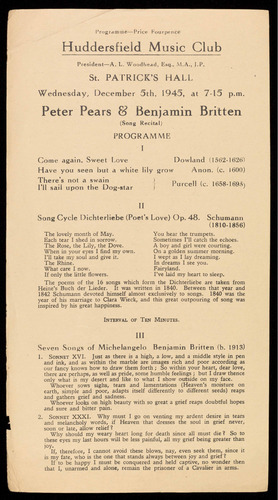 Programme—Price Fourpence
Huddersfield Music Club
President—A. L. Woodhead, Esq., M.A., J.P.
St. PATRICK'S HALL
Wednesday, December 5th, 1945, at 7-15 p.m.
Peter Pears & Benjamin Britten
(Song Recital)
PROGRAMME
I
Come again, Sweet Love Dowland (1562-1626)
Have you seen but a white lily grow Anon. (c. 1600)
There's not a swain
I'll sail upon the Dog-star Purcell (c. 1658-1695)
II
Song Cycle Dichterliebe (Poet's Love) Op. 48. Schumann
(1810-1856)
The lovely month of May. You hear the trumpets.
Each tear I shed in sorrow. Sometimes I'll catch the echoes.
The Rose, the Lily, the Dove. A boy and girl were courting.
When in your eyes I find my own. On a golden summer morning.
I'll take my soul and give it. I wept as I lay dreaming.
The Rhine. In dreams I see you.
What care I now. Fairyland.
If only the little flowers. I've laid my heart to sleep.
The poems of the 16 songs which form the Dichterliebe are taken from
Heine's Buch der Lieder. It was written in 1840. Between that year and
1842 Schumann devoted himself almost exclusively to songs. 1840 was the
year of his marriage to Clara Wieck, and this great outpouring of song was
inspired by his great happiness.
Interval of Ten Minutes.
III
Seven Songs of Michelangelo Benjamin Britten (b. 1913)
1. Sonnet XVI. Just as there is a high, a low, and a middle style in pen
and ink, and as within the marble are images rich and poor according as
our fancy knows how to draw them forth; So within your heart, dear love,
there are perhaps, as well as pride, some humble feelings; but I draw thence
only what is my desert and like to what I show outside on my face.
Whoever sows sighs, tears and lamentations (Heaven's moisture on
earth, simple and pure, adapts itself differently to different seeds) reaps
and gathers grief and sadness.
Whoever looks on high beauty with so great a grief reaps doubtful hopes
and sure and bitter pain.
2. Sonnet XXXI. Why must I go on venting my ardent desire in tears
and melancholy words, if Heaven that dresses the soul in grief never,
soon or late, allow relief?
Why should my weary heart long for death since all must die? So to
these eyes my last hours will be less painful, all my grief being greater than
any joy.
If, therefore, I cannot avoid these blows, nay, even seek them, since it
is my fate, who is the one that stands always between joy and grief?
If to be happy I must be conquered and held captive, no wonder then
that I, unarmed and alone, remain the prisoner of a Cavalier in arms.